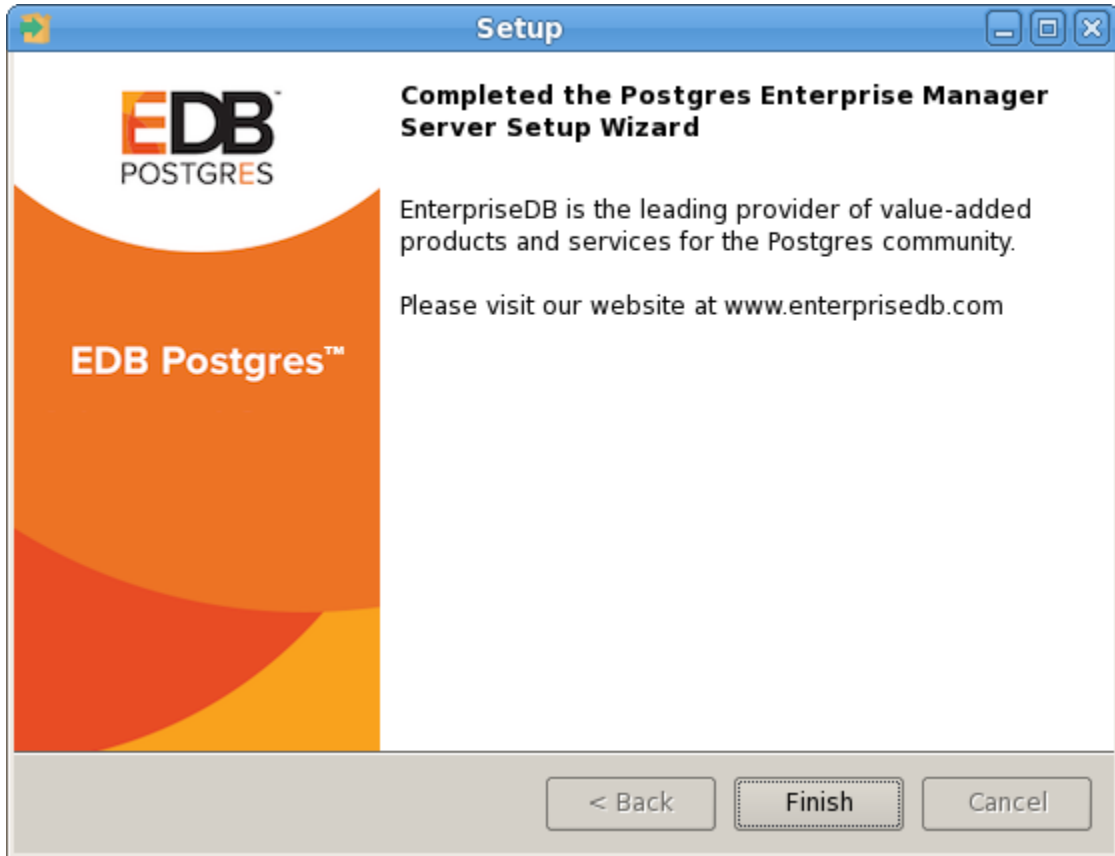 Setup
EDB™
POSTGRES
EDB Postgres™
Completed the Postgres Enterprise Manager
Server Setup Wizard
EnterpriseDB is the leading provider of value-added
products and services for the Postgres community.
Please visit our website at www.enterprisedb.com
< Back
Finish
Cancel